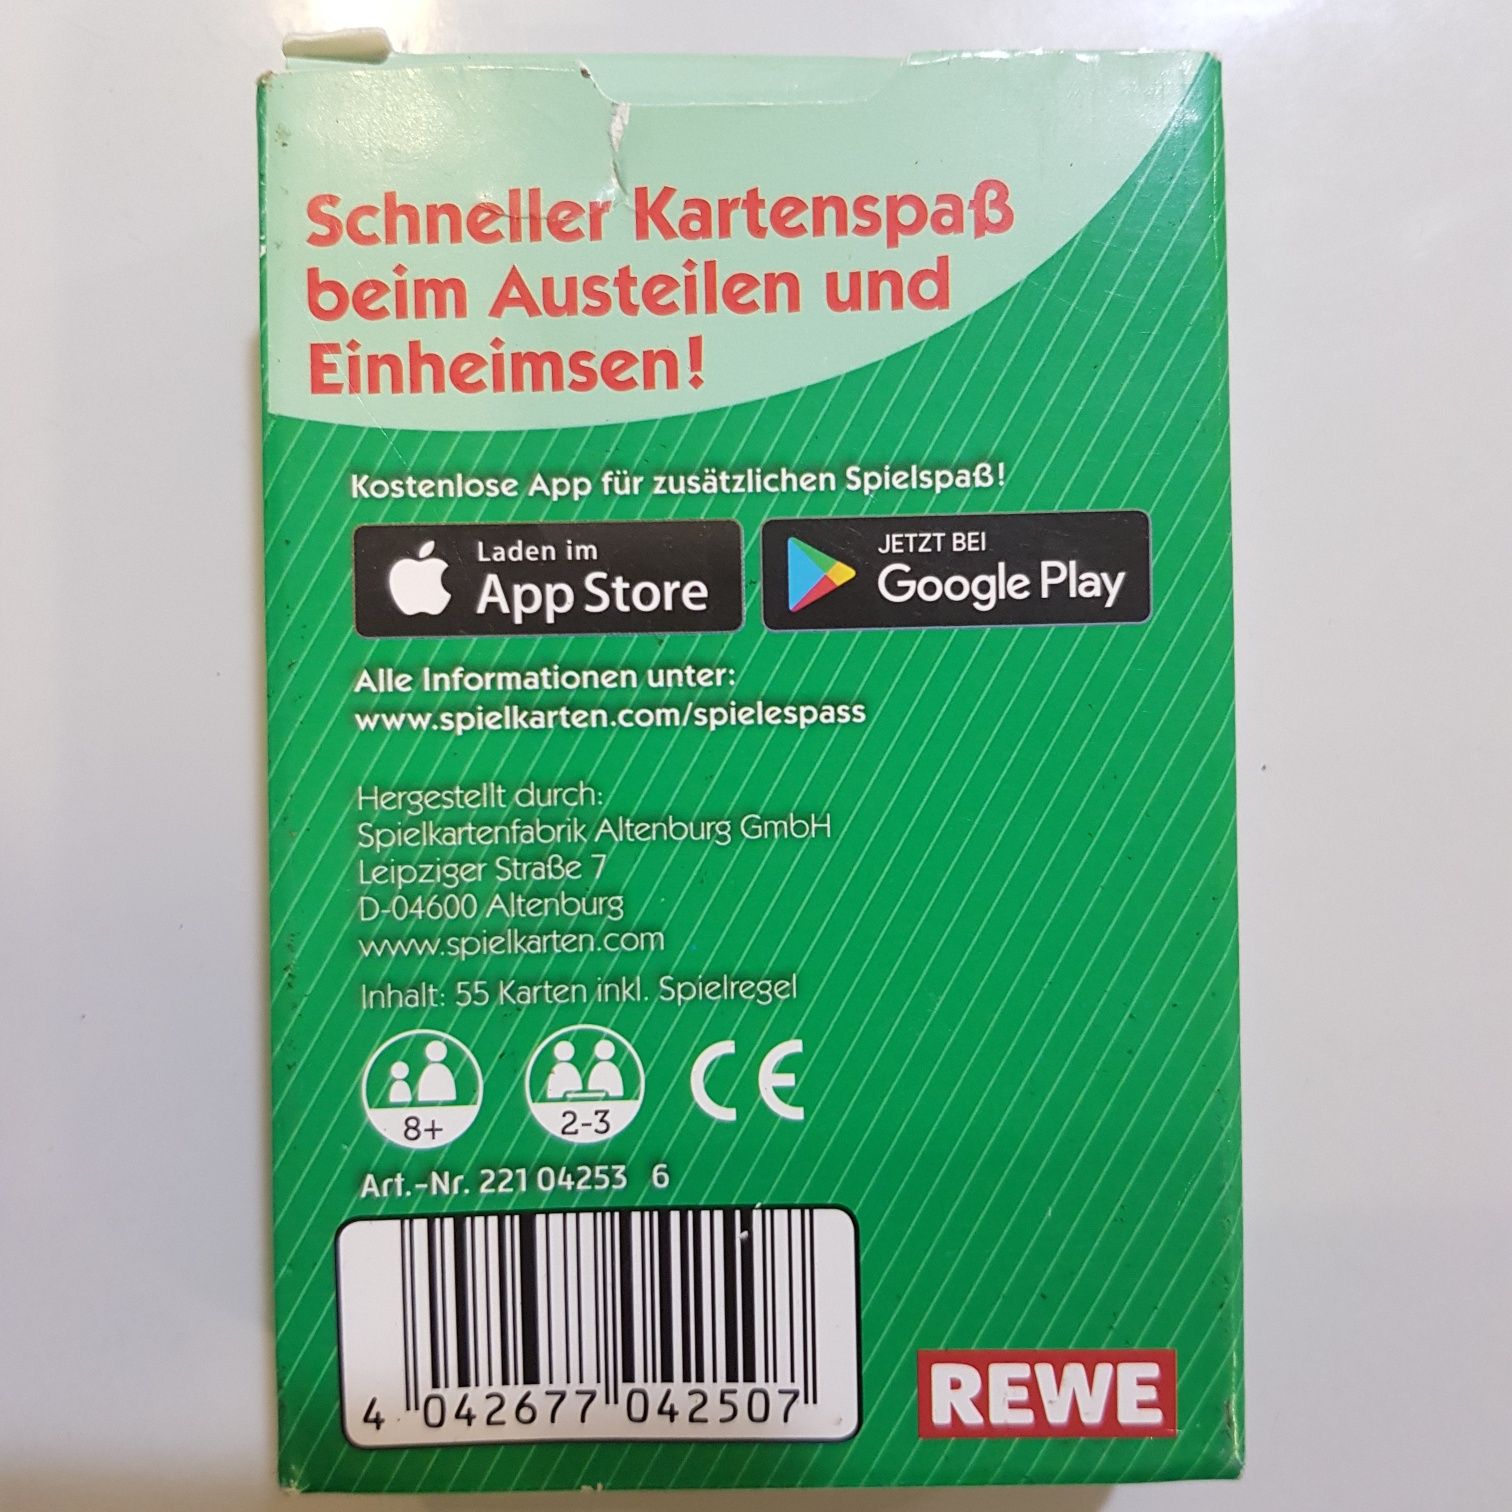 Schneller Kartenspaß
beim Austeilen und
Einheimsen!
Kostenlose App für zusätzlichen Spielspaß!
Laden im
App Store
JETZT BEI
Google Play
Alle Informationen unter:
www.spielkarten.com/spielespass
Hergestellt durch:
Spielkartenfabrik Altenburg GmbH
Leipziger Straße 7
D-04600 Altenburg
www.spielkarten.com
Inhalt: 55 Karten inkl. Spielregel
8+
2-3
CE
Art.-Nr. 221 04253 6
4 042677 042507
REWE